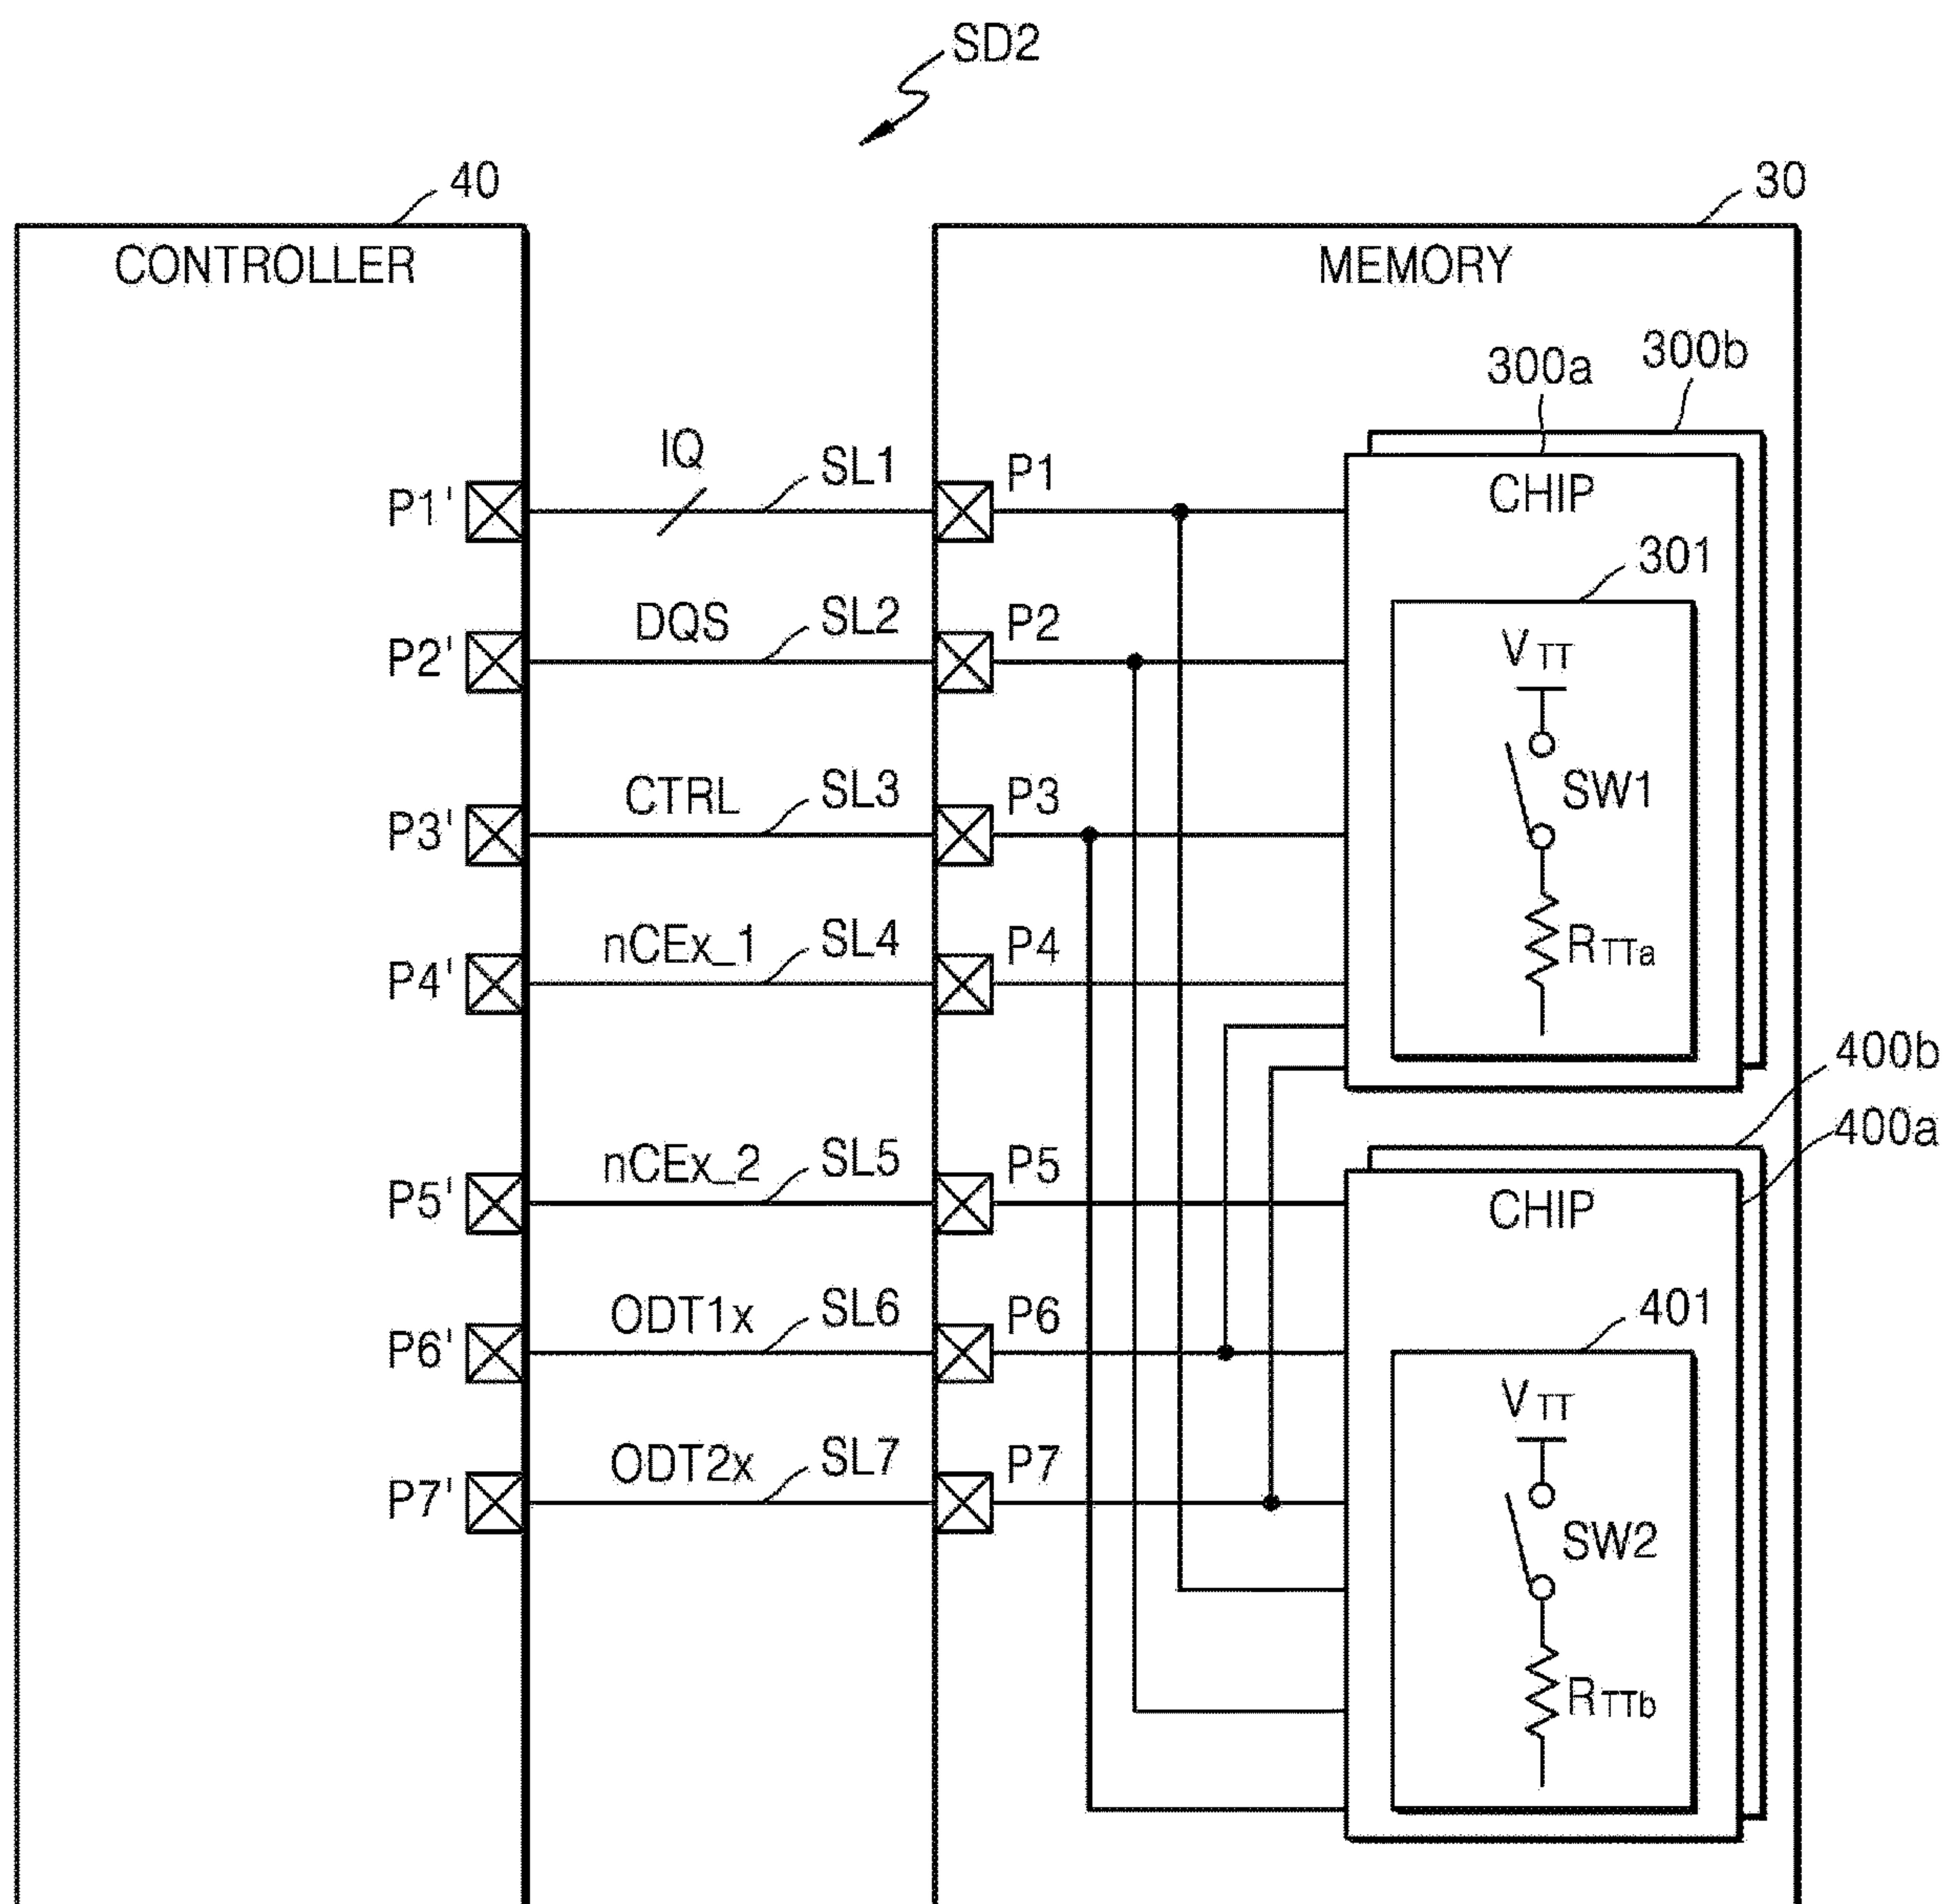 SD2
40
30
CONTROLLER
MEMORY
300a
300b
CHIP
IQ
SL1
P1'
P1
301
DQS
SL2
P2'
P2
VTT
CTRL
SL3
P3'
P3
SW1
nCEx_1
SL4
P4'
P4
RTTa
400b
400a
nCEx_2
SL5
P5'
P5
CHIP
ODT1x
SL6
P6'
P6
401
VTT
ODT2x
SL7
P7'
P7
SW2
RTTb